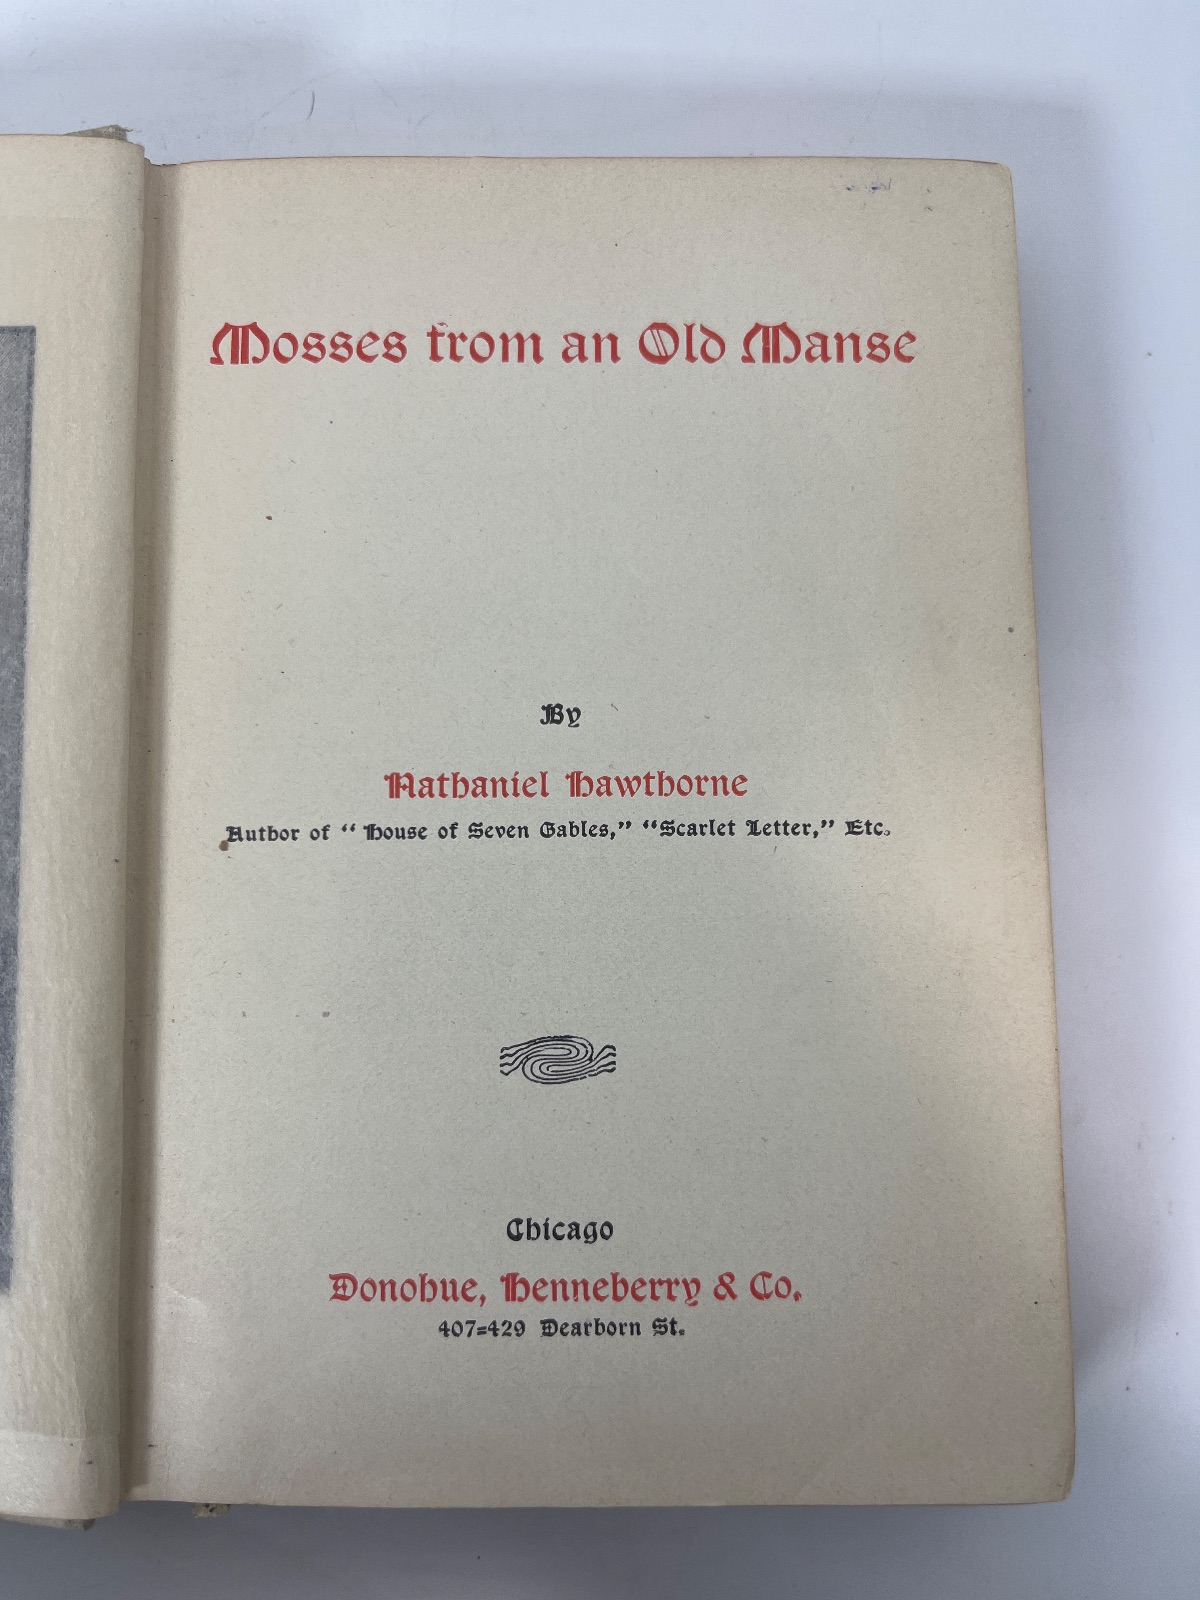 Mosses from an Old Manse
By
Nathaniel Hawthorne
Author of “House of Seven Gables,” “Scarlet Letter,” Etc.
Chicago
Donohue, Henneberry & Co.
407=429 Dearborn St.